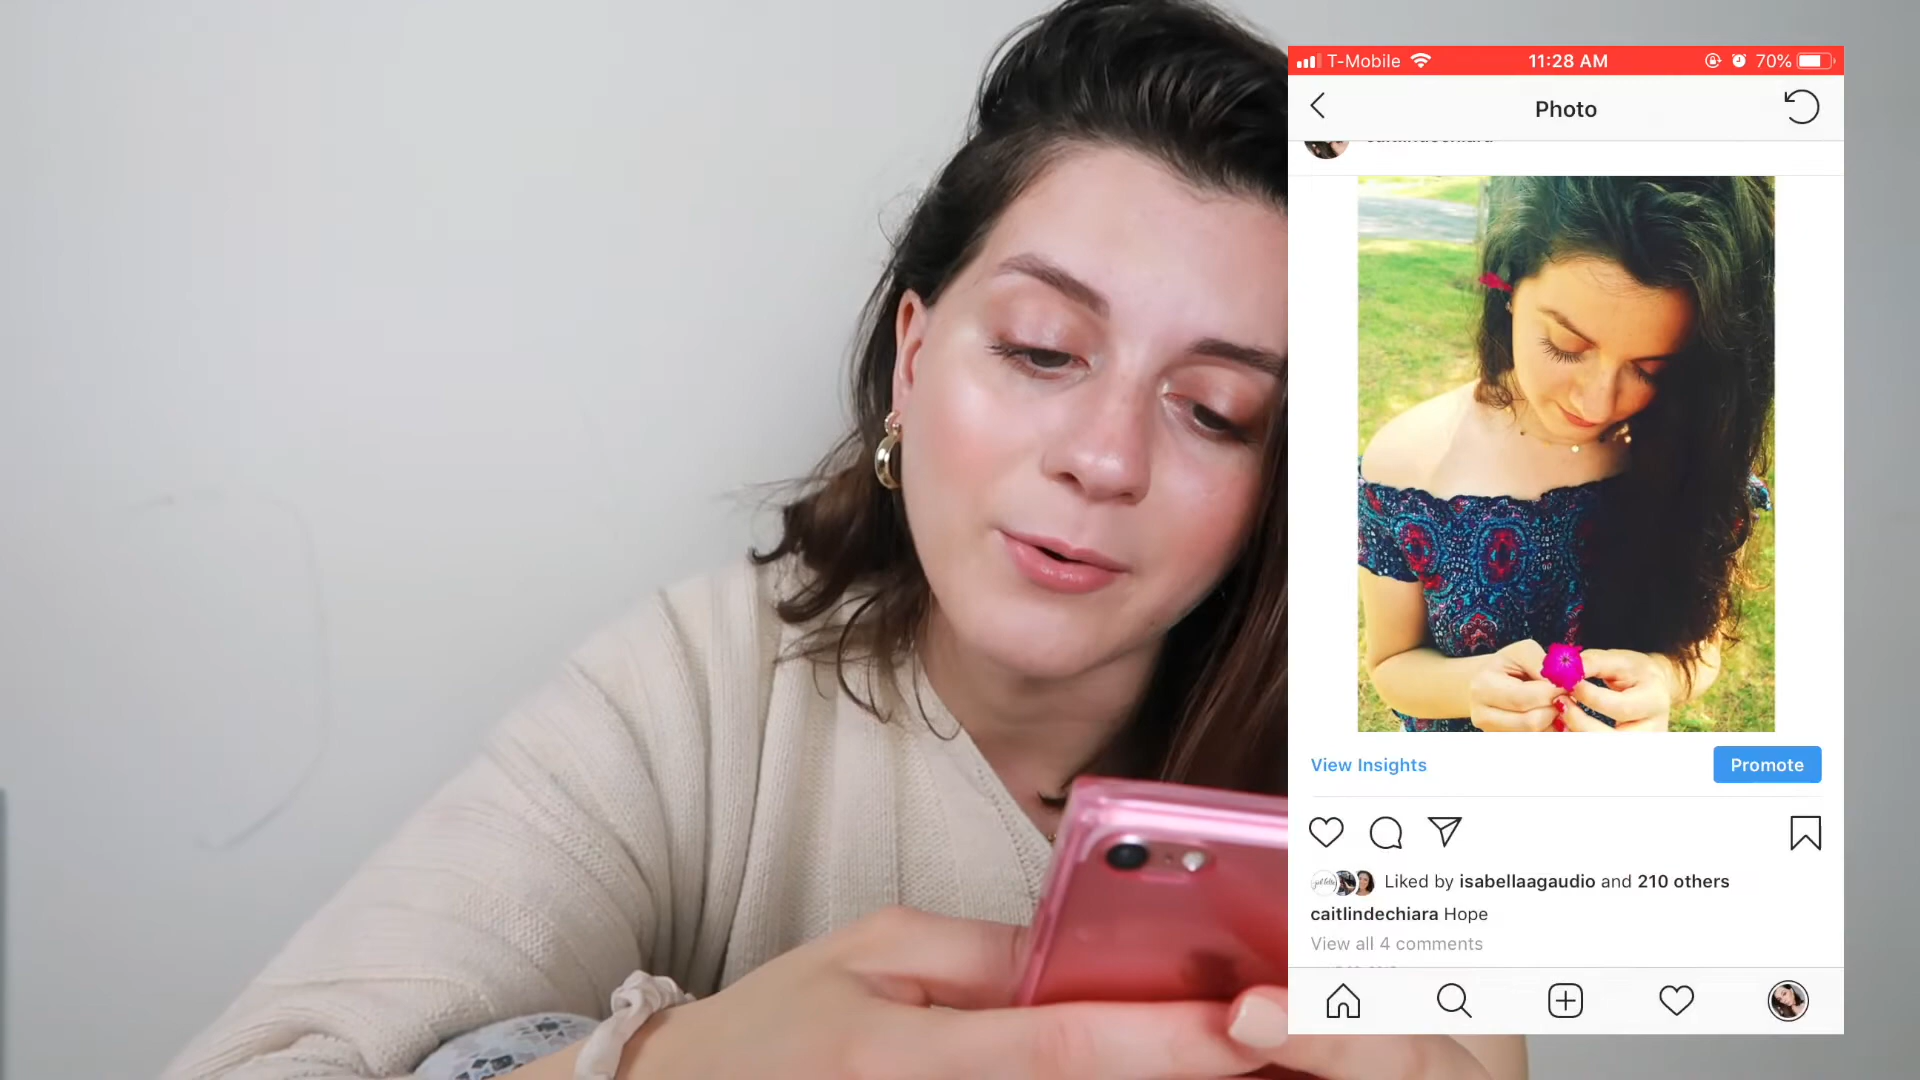 T-Mobile 11:28 AM 70%
Photo
View Insights Promote
Liked by isabellaagaudio and 210 others
caitlindechiara Hope
View all 4 comments